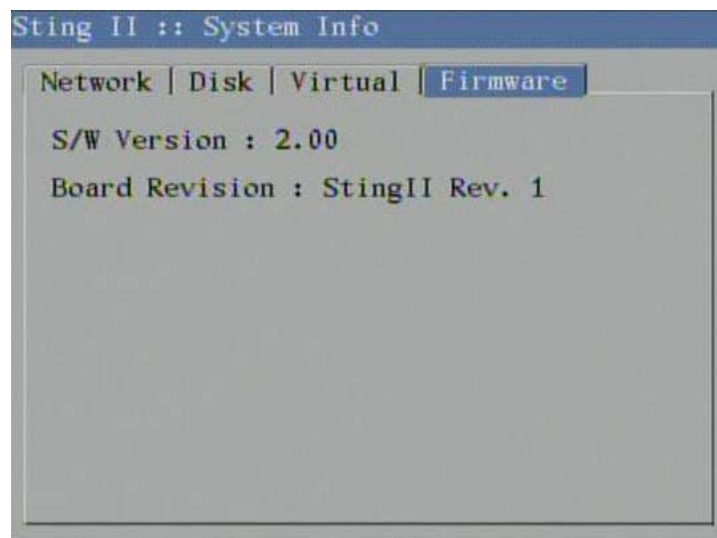 Sting II :: System Info
Network | Disk | Virtual | Firmware
S/W Version : 2.00
Board Revision : StingII Rev. 1